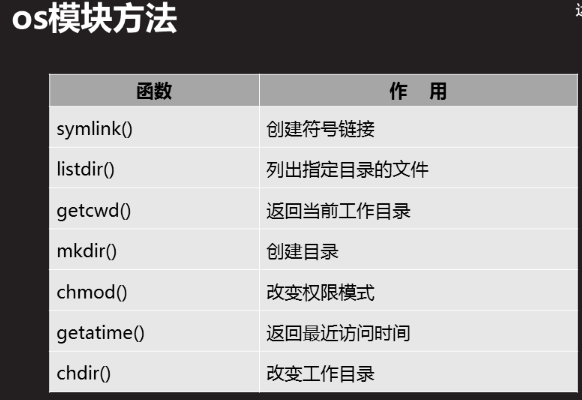 os模块方法
函数 作 用
symlink() 创建符号链接
listdir() 列出指定目录的文件
getcwd() 返回当前工作目录
mkdir() 创建目录
chmod() 改变权限模式
getatime() 返回最近访问时间
chdir() 改变工作目录